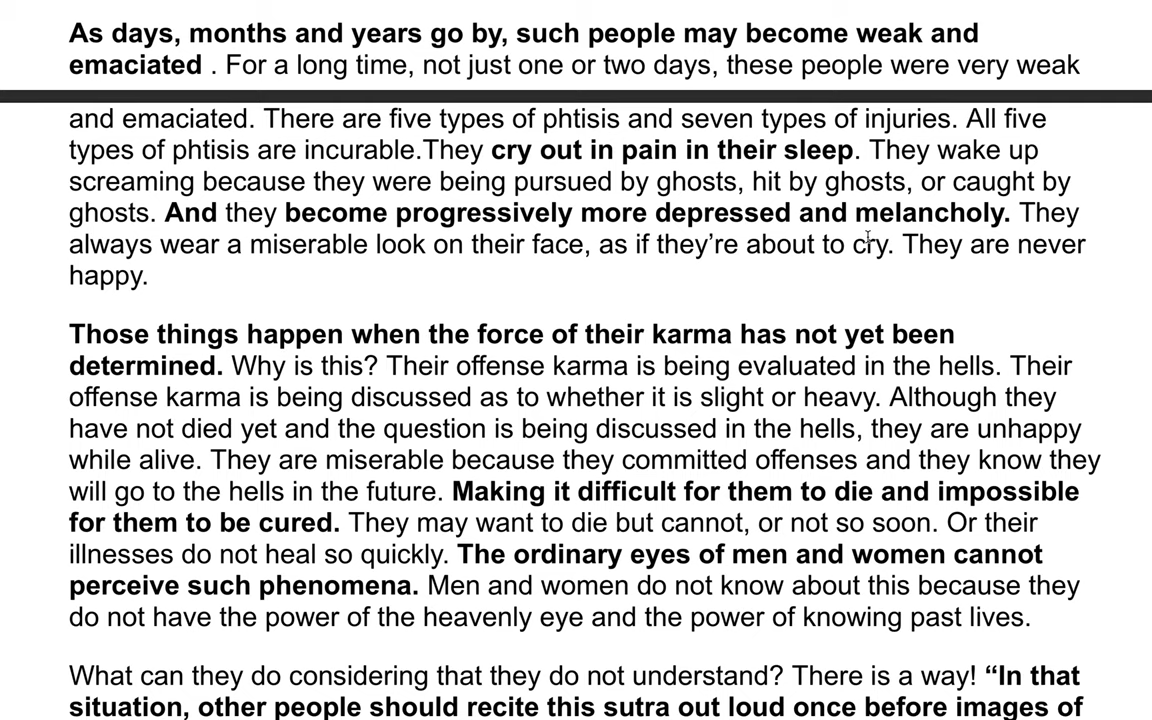 As days, months and years go by, such people may become weak and
emaciated . For a long time, not just one or two days, these people were very weak
and emaciated. There are five types of phtisis and seven types of injuries. All five
types of phtisis are incurable.They cry out in pain in their sleep. They wake up
screaming because they were being pursued by ghosts, hit by ghosts, or caught by
ghosts. And they become progressively more depressed and melancholy. They
always wear a miserable look on their face, as if they’re about to cry. They are never
happy.
Those things happen when the force of their karma has not yet been
determined. Why is this? Their offense karma is being evaluated in the hells. Their
offense karma is being discussed as to whether it is slight or heavy. Although they
have not died yet and the question is being discussed in the hells, they are unhappy
while alive. They are miserable because they committed offenses and they know they
will go to the hells in the future. Making it difficult for them to die and impossible
for them to be cured. They may want to die but cannot, or not so soon. Or their
illnesses do not heal so quickly. The ordinary eyes of men and women cannot
perceive such phenomena. Men and women do not know about this because they
do not have the power of the heavenly eye and the power of knowing past lives.
What can they do considering that they do not understand? There is a way! “In that
situation, other people should recite this sutra out loud once before images of